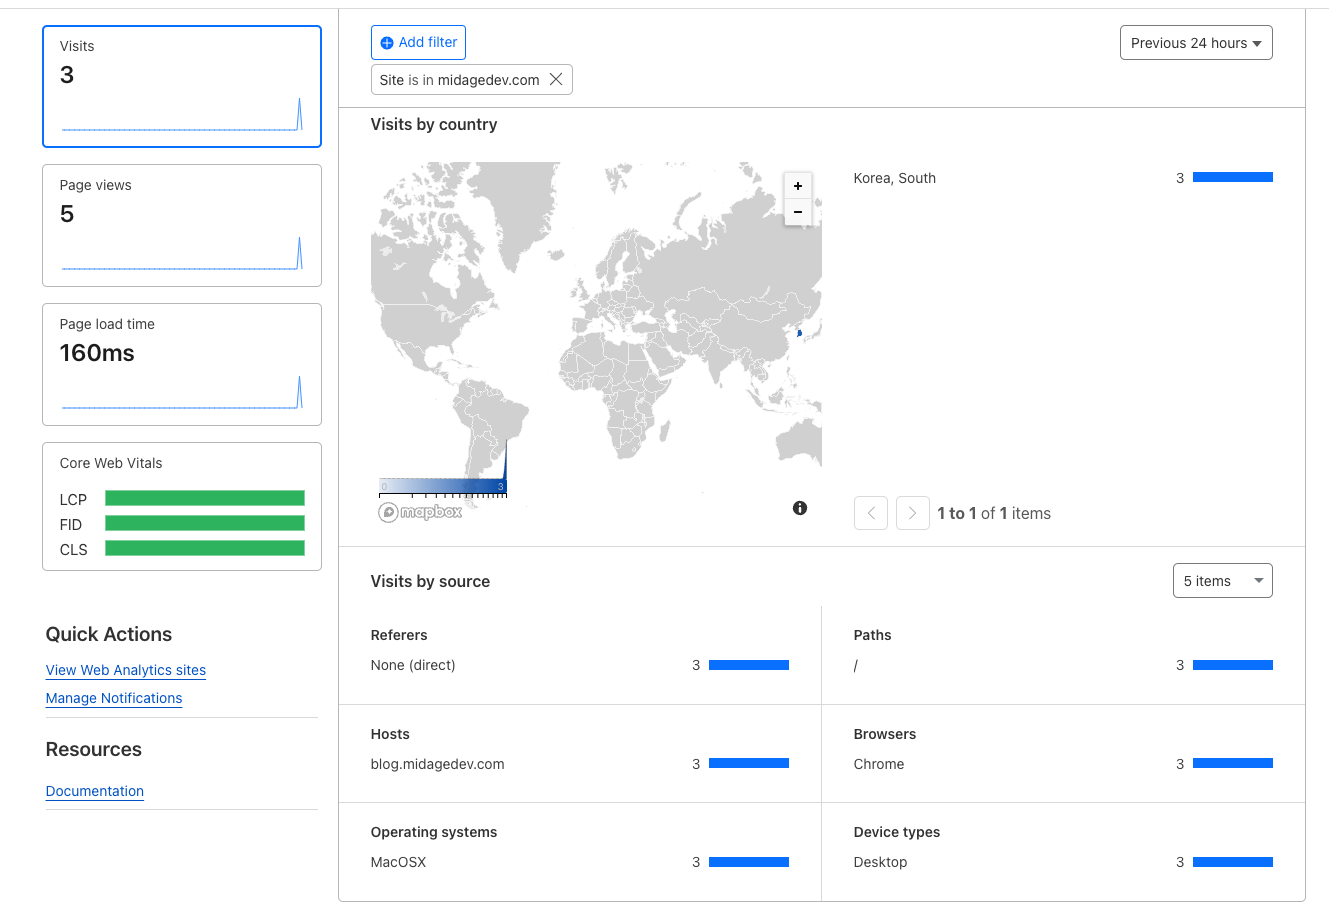 Visits
3
Page views
5
Page load time
160ms
Core Web Vitals
LCP
FID
CLS
Quick Actions
View Web Analytics sites
Manage Notifications
Resources
Documentation
Add filter
Previous 24 hours
Site is in midagedev.com
Visits by country
+
−
0 3
mapbox
Korea, South 3
1 to 1 of 1 items
Visits by source
5 items
Referers
None (direct) 3
Paths
/ 3
Hosts
blog.midagedev.com 3
Browsers
Chrome 3
Operating systems
MacOSX 3
Device types
Desktop 3